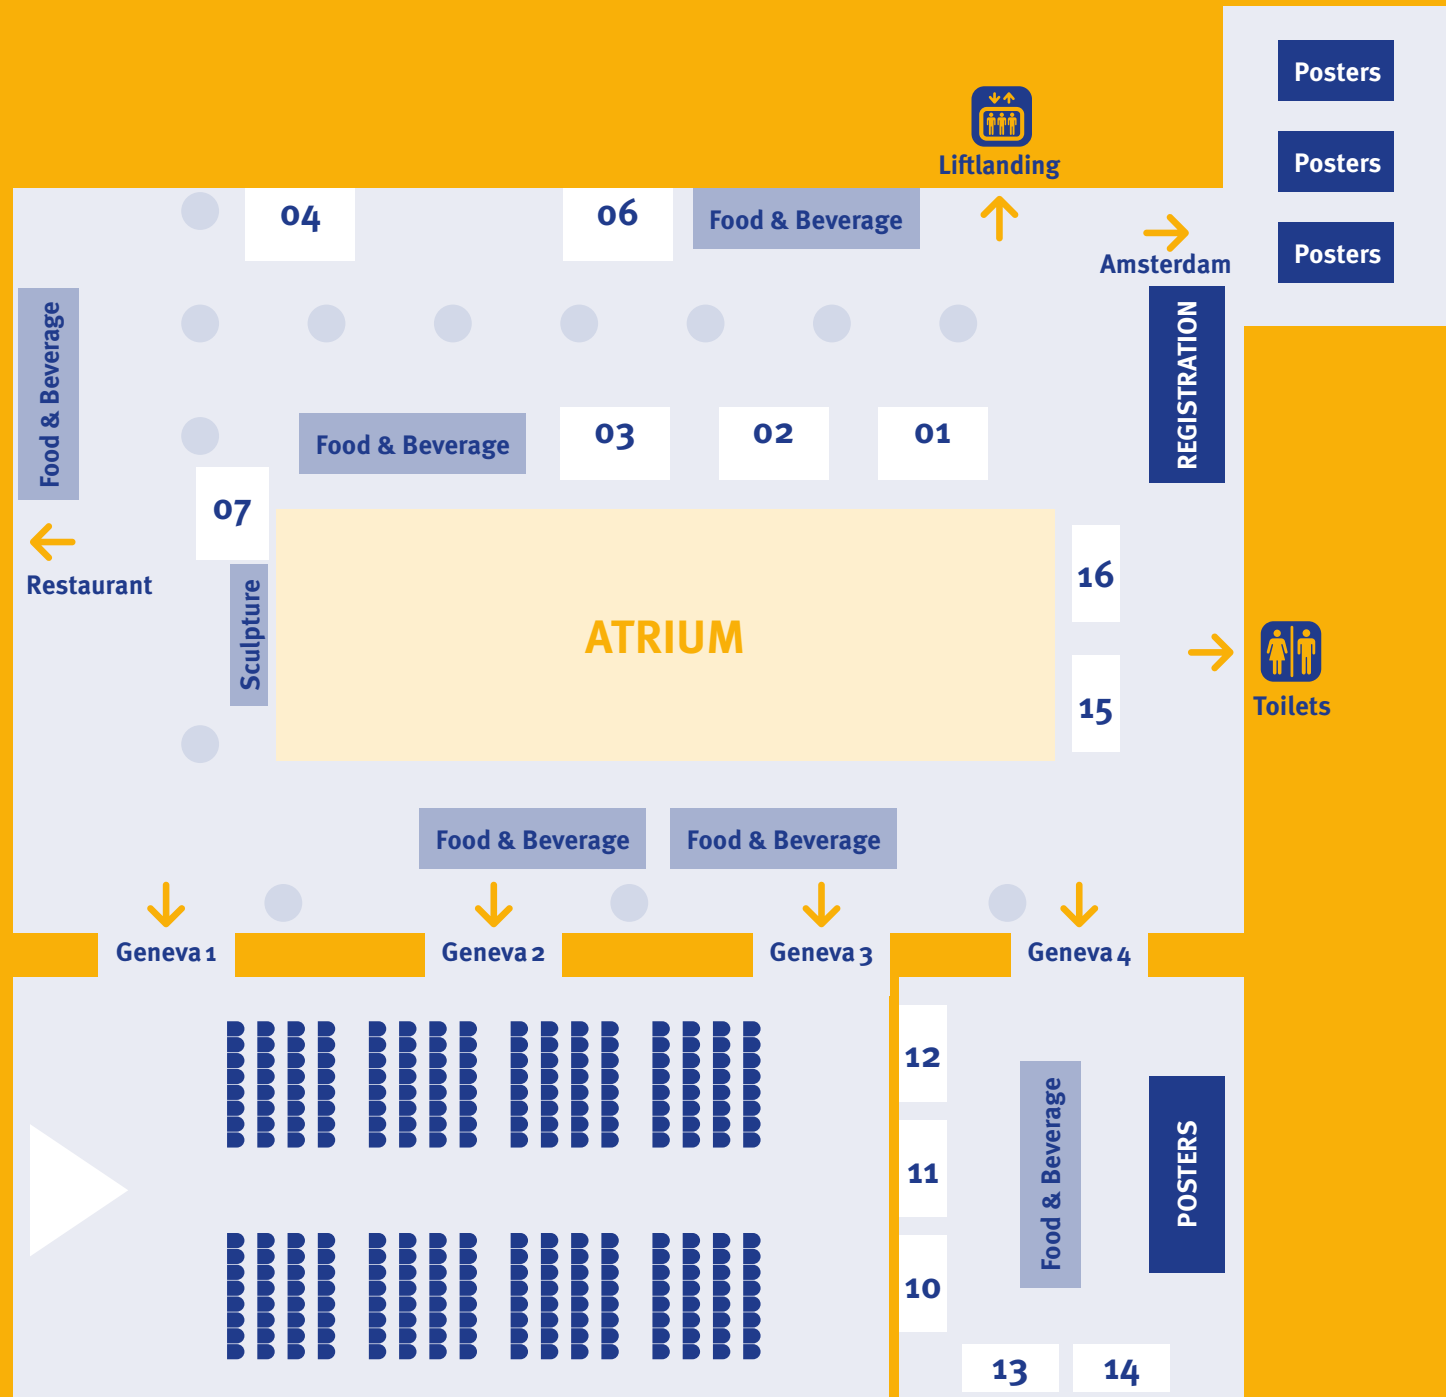 Posters
Posters
Liftlanding
04
06
Food & Beverage
Amsterdam
Posters
Food & Beverage
REGISTRATION
Food & Beverage
03
02
01
07
Restaurant
Sculpture
ATRIUM
16
15
Toilets
Food & Beverage
Food & Beverage
Geneva 1
Geneva 2
Geneva 3
Geneva 4
12
11
10
Food & Beverage
POSTERS
13
14